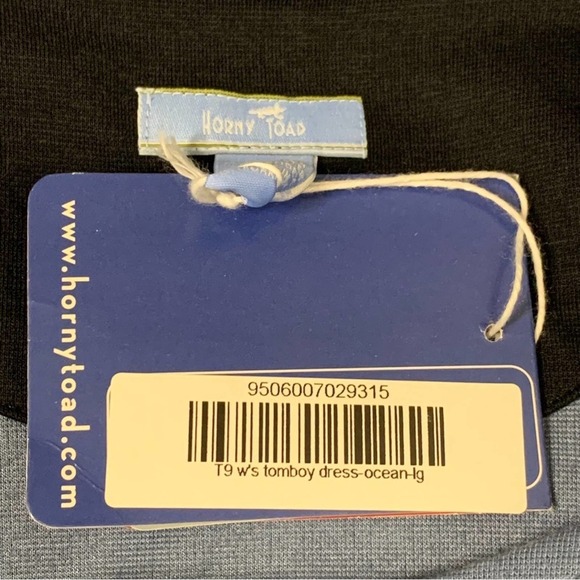 HORNY TOAD
www.hornytoad.com
9506007029315
T9 w's tomboy dress-ocean-lg